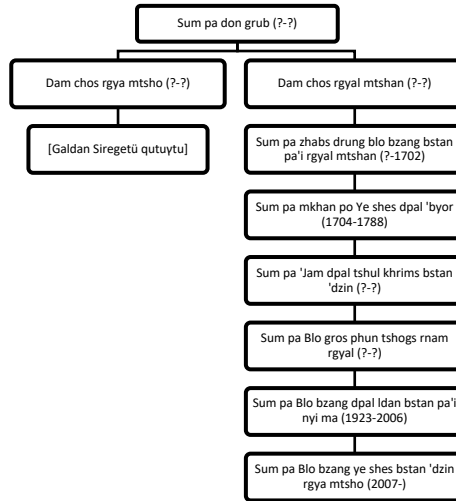 Sum pa don grub (?-?)
Dam chos rgya mtsho (?-?)
Dam chos rgyal mtshan (?-?)
[Galdan Siregetü qutuγtu]
Sum pa zhabs drung blo bzang bstan
pa'i rgyal mtshan (?-1702)
Sum pa mkhan po Ye shes dpal 'byor
(1704-1788)
Sum pa 'Jam dpal tshul khrims bstan
'dzin (?-?)
Sum pa Blo gros phun tshogs rnam
rgyal (?-?)
Sum pa Blo bzang dpal ldan bstan pa'i
nyi ma (1923-2006)
Sum pa Blo bzang ye shes bstan 'dzin
rgya mtsho (2007-)